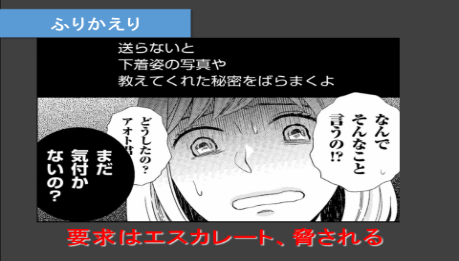 ふりかえり
送らないと
下着姿の写真や
教えてくれた秘密をばらまくよ
なんで
そんなこと
言うの!?
どうしたの?
アオト君
まだ
気付か
ないの?
要求はエスカレート、脅される